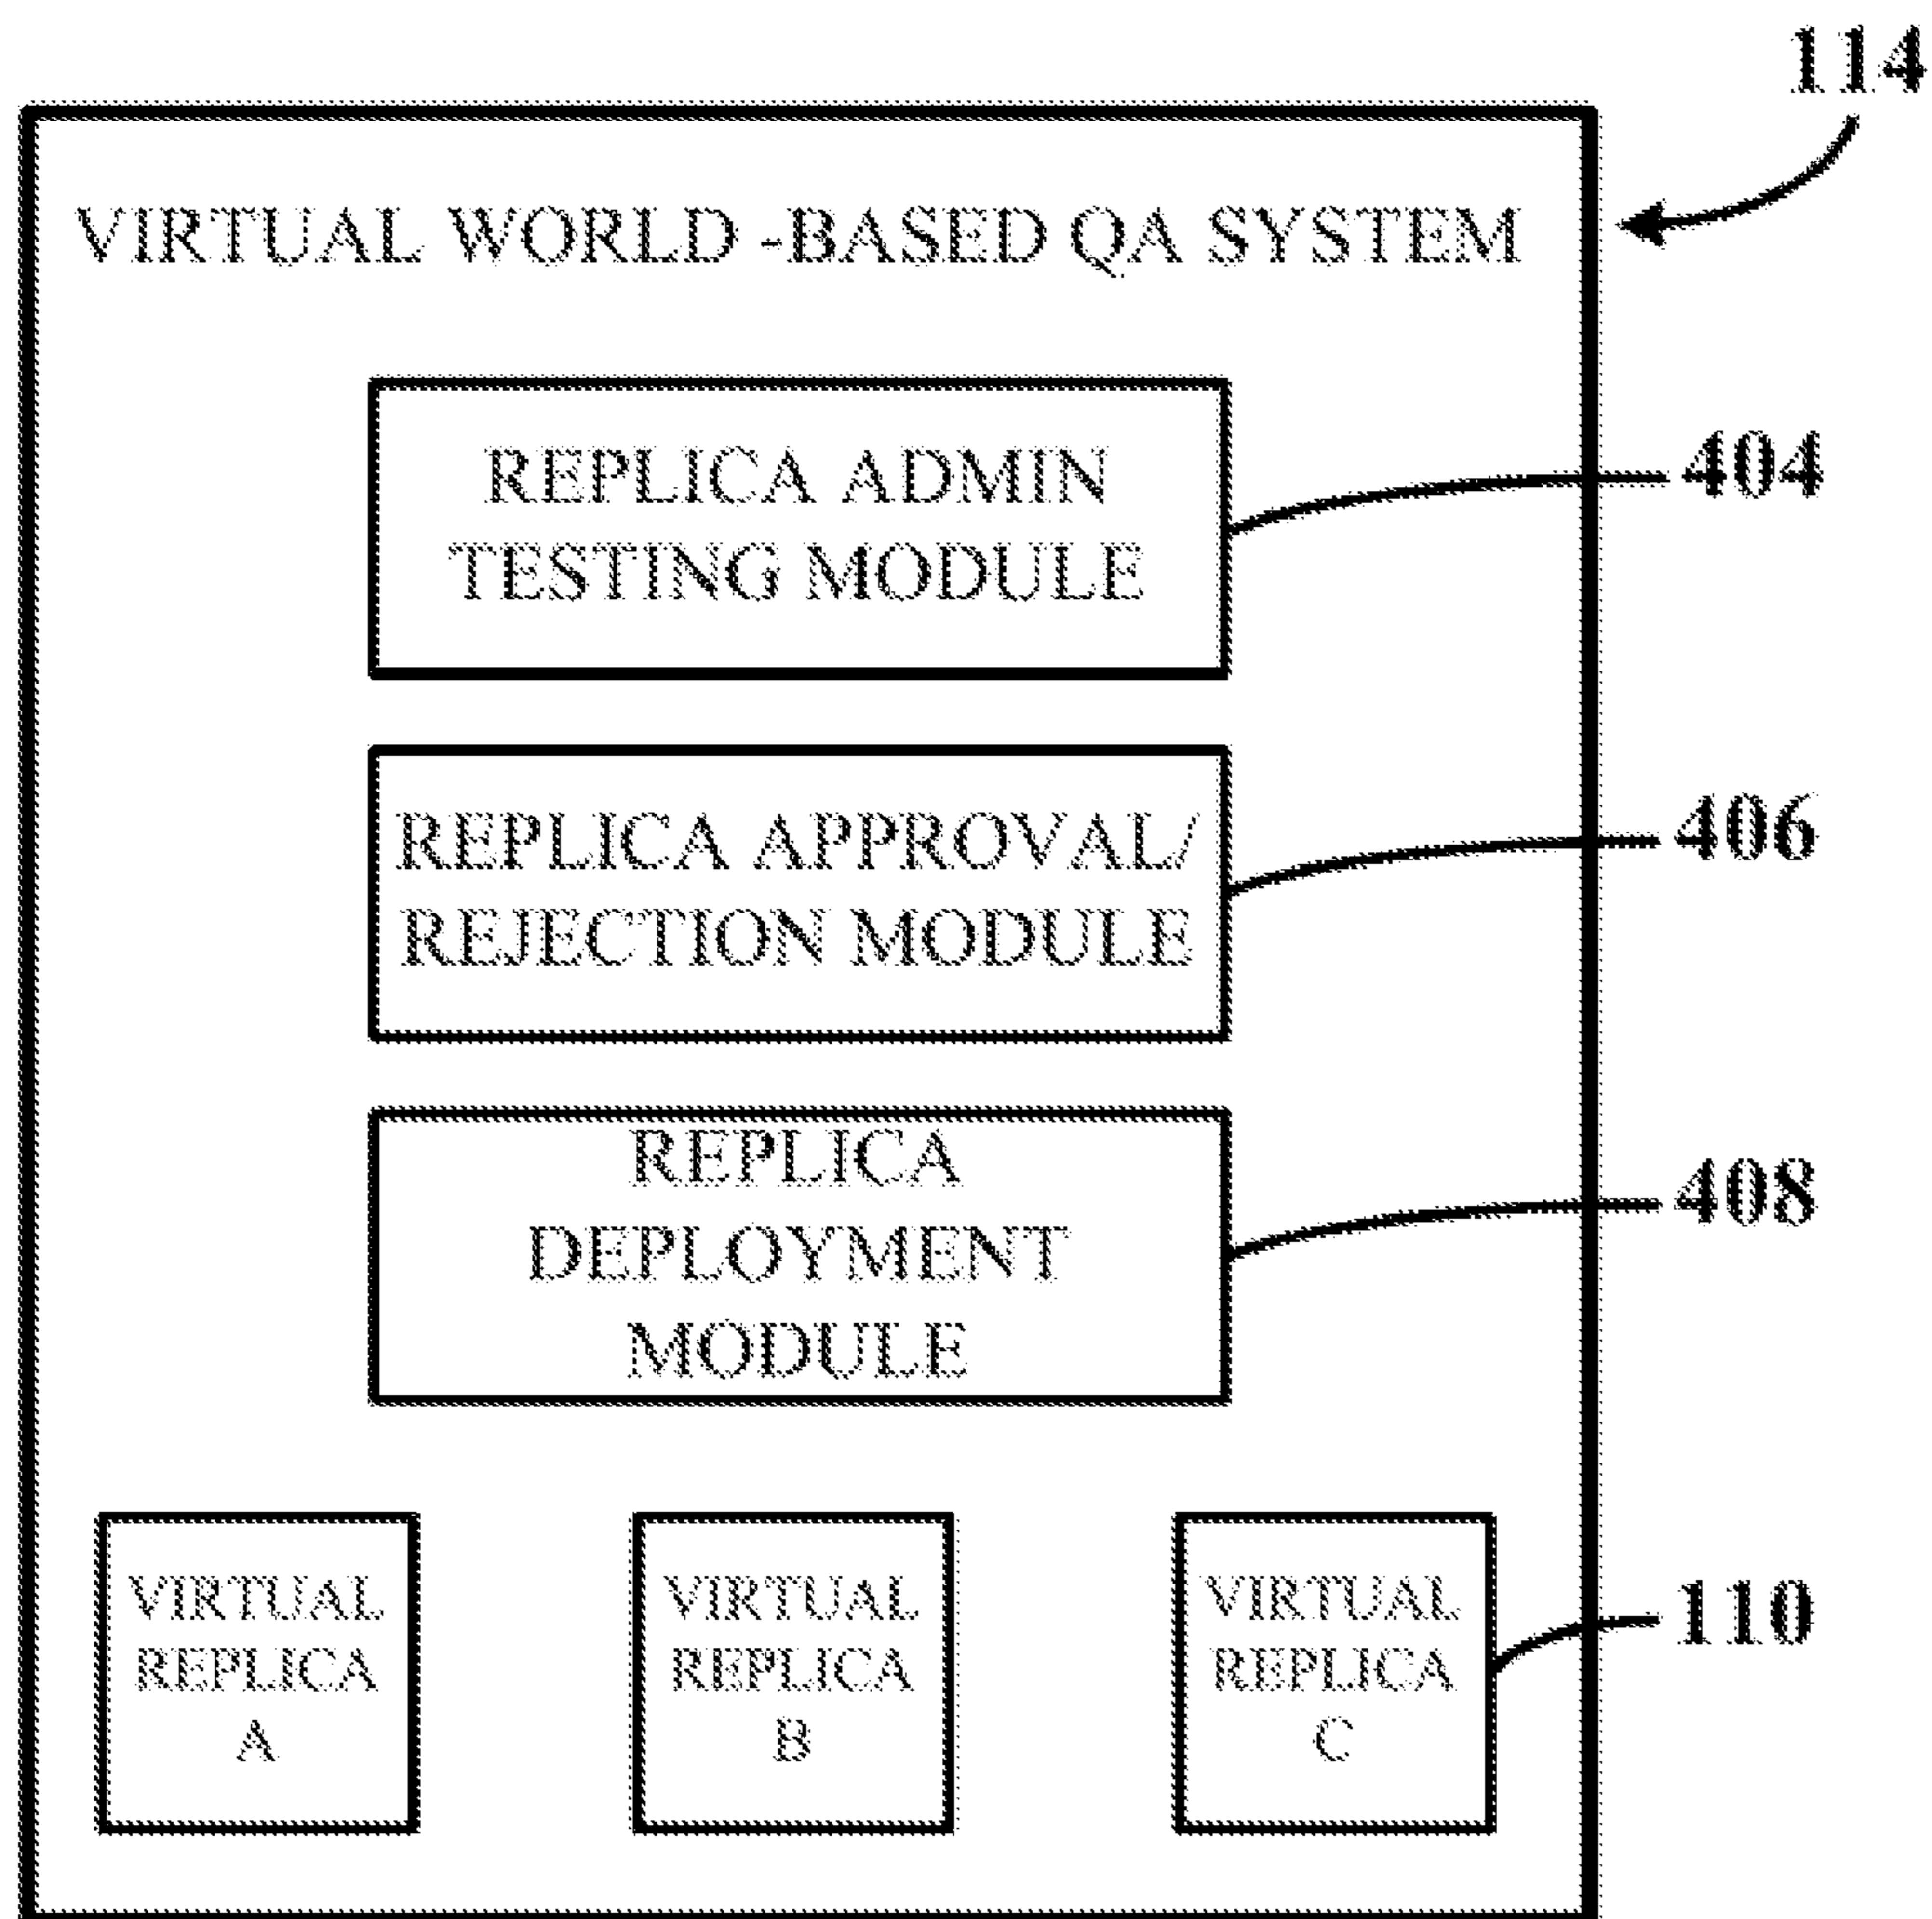 114
VIRTUAL WORLD -BASED QA SYSTEM
REPLICA ADMIN
TESTING MODULE
404
REPLICA APPROVAL/
REJECTION MODULE
406
REPLICA
DEPLOYMENT
MODULE
408
VIRTUAL
REPLICA
A
VIRTUAL
REPLICA
B
VIRTUAL
REPLICA
C
110